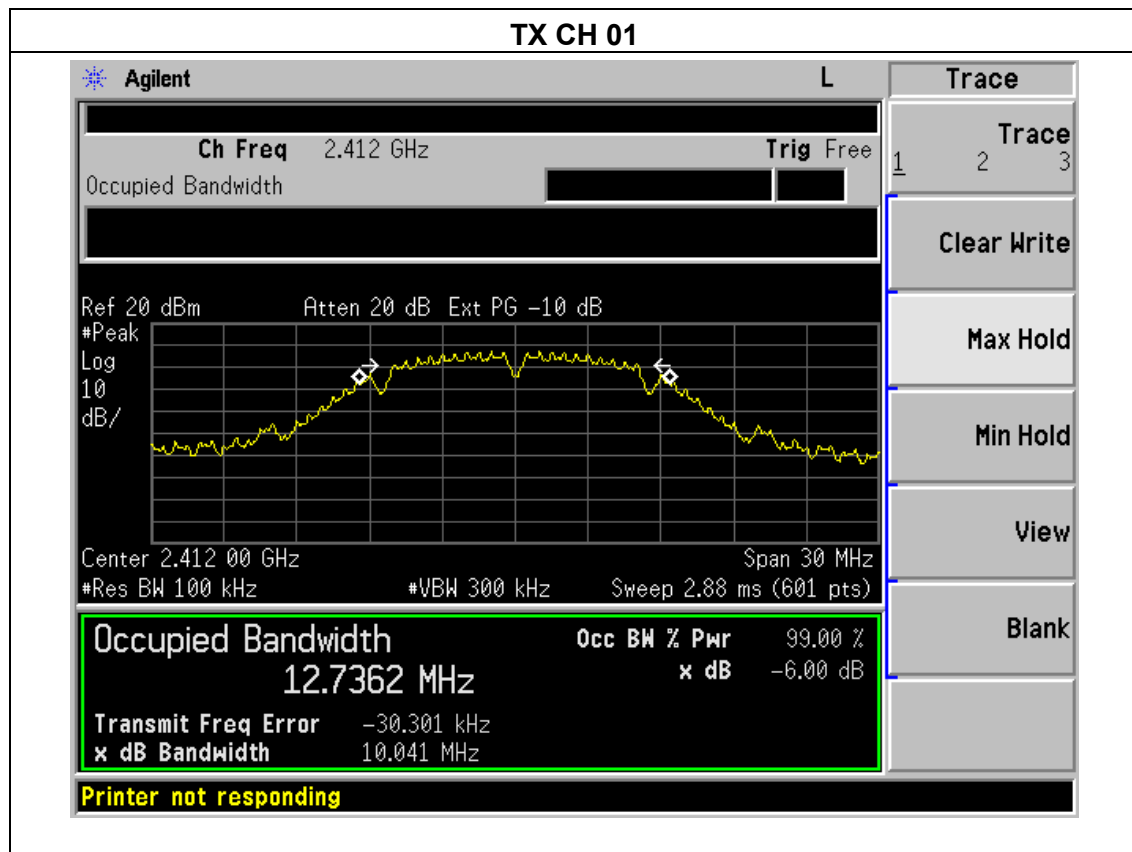 TX CH 01
Agilent L Trace
Ch Freq 2.412 GHz Trig Free
Occupied Bandwidth
Trace
1 2 3
Clear Write
Max Hold
Min Hold
View
Blank
Ref 20 dBm Atten 20 dB Ext PG -10 dB
#Peak
Log
10
dB/
Center 2.412 00 GHz Span 30 MHz
#Res BW 100 kHz #VBW 300 kHz Sweep 2.88 ms (601 pts)
Occupied Bandwidth Occ BW % Pwr 99.00 %
12.7362 MHz x dB -6.00 dB
Transmit Freq Error -30.301 kHz
x dB Bandwidth 10.041 MHz
Printer not responding